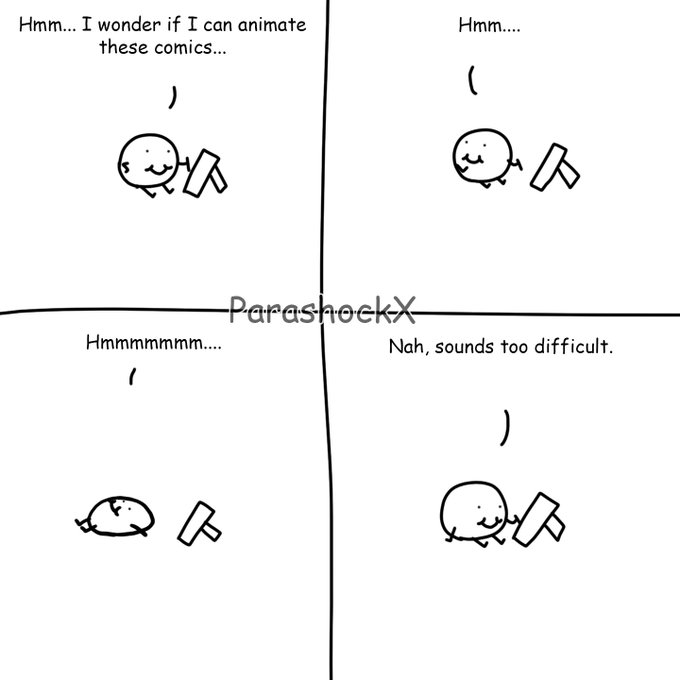 Hmm... I wonder if I can animate
these comics...
Hmm....
ParashockX
Hmmmmmmm....
Nah, sounds too difficult.